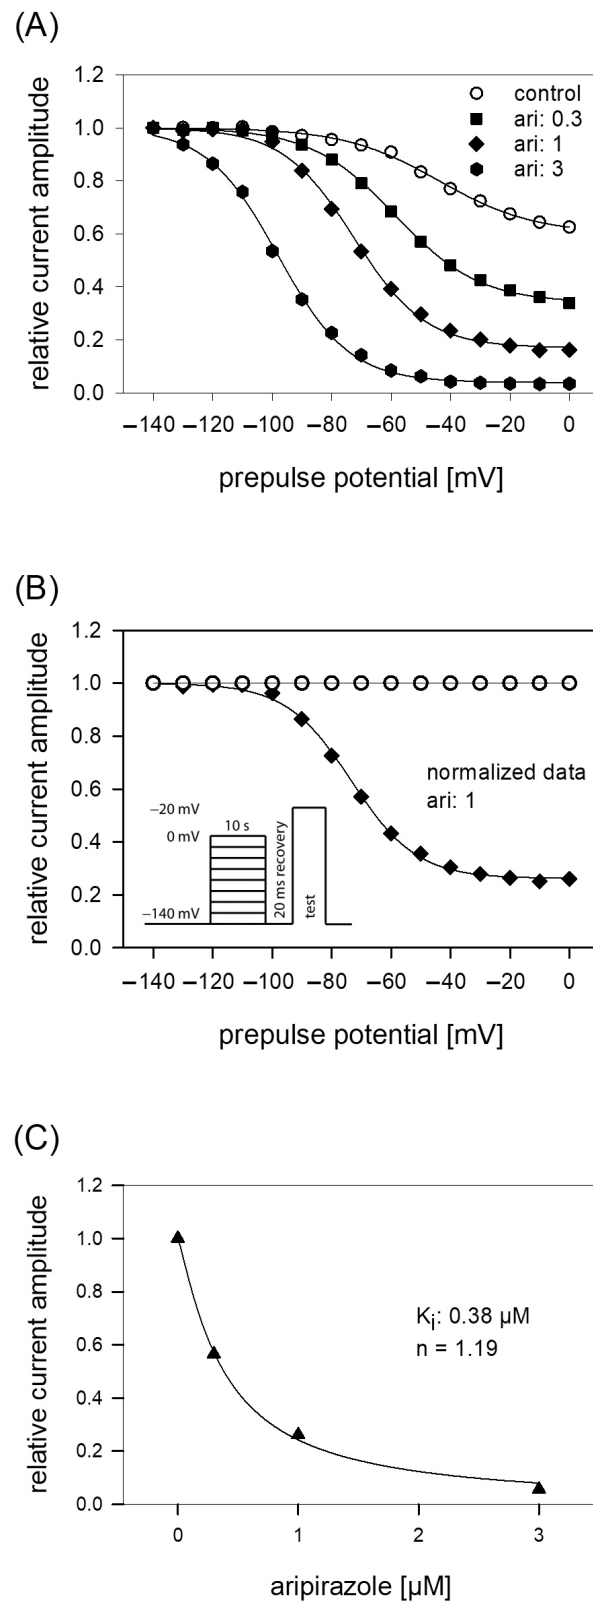 (A)
relative current amplitude
1.2
1.0
0.8
0.6
0.4
0.2
0.0
control
ari: 0.3
ari: 1
ari: 3
−140 −120 −100 −80 −60 −40 −20 0
prepulse potential [mV]
(B)
relative current amplitude
1.2
1.0
0.8
0.6
0.4
0.2
0.0
normalized data
ari: 1
−20 mV
0 mV
−140 mV
10 s
20 ms recovery
test
−140 −120 −100 −80 −60 −40 −20 0
prepulse potential [mV]
(C)
relative current amplitude
1.2
1.0
0.8
0.6
0.4
0.2
0.0
Ki: 0.38 µM
n = 1.19
0 1 2 3
aripirazole [µM]